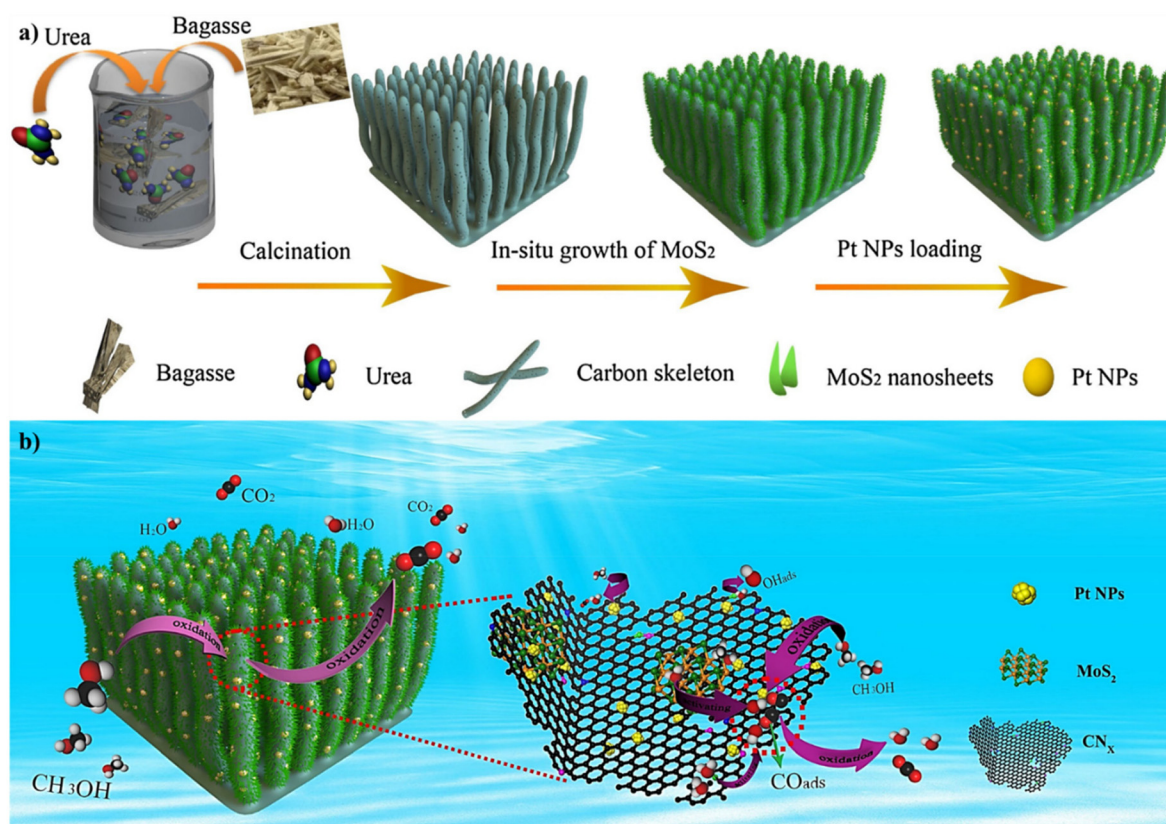 a)
Urea
Bagasse
Calcination
In-situ growth of MoS₂
Pt NPs loading
Bagasse
Urea
Carbon skeleton
MoS₂ nanosheets
Pt NPs
b)
CO₂
H₂O
H₂O
CO₂
oxidation
oxidation
CH₃OH
OHads
oxidation
CH₃OH
activating
oxidation
COads
Pt NPs
MoS₂
CNX